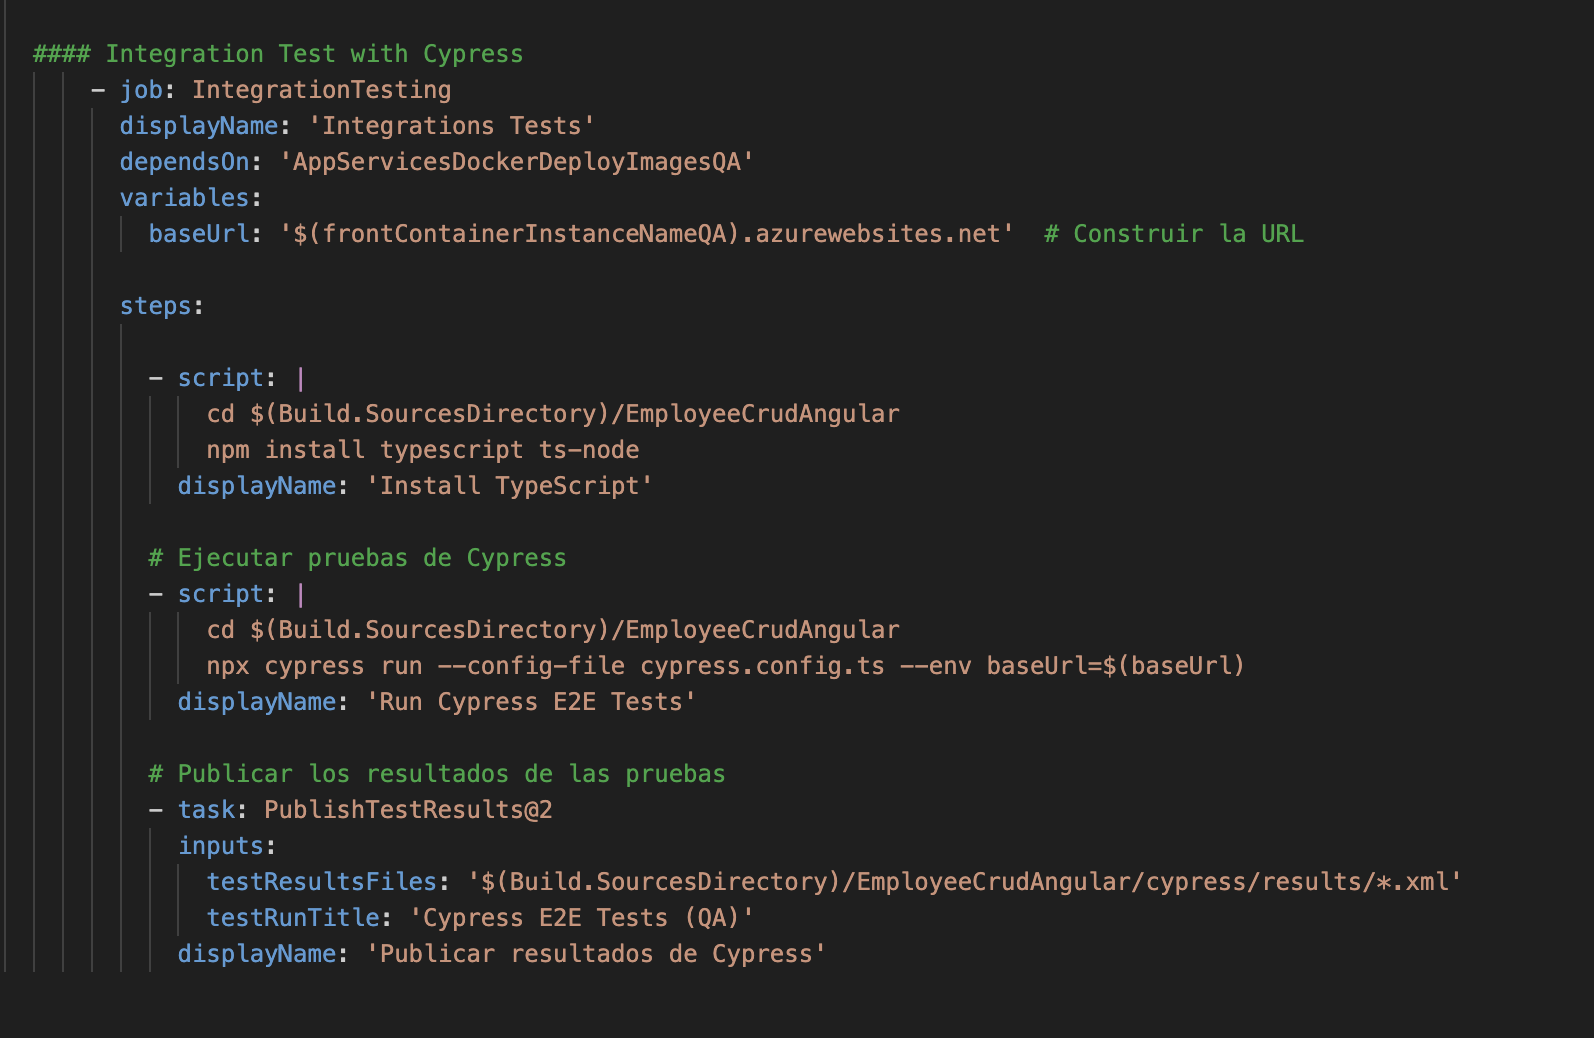 #### Integration Test with Cypress
- job: IntegrationTesting
displayName: 'Integrations Tests'
dependsOn: 'AppServicesDockerDeployImagesQA'
variables:
baseUrl: '$(frontContainerInstanceNameQA).azurewebsites.net'  # Construir la URL
steps:
- script: |
cd $(Build.SourcesDirectory)/EmployeeCrudAngular
npm install typescript ts-node
displayName: 'Install TypeScript'
# Ejecutar pruebas de Cypress
- script: |
cd $(Build.SourcesDirectory)/EmployeeCrudAngular
npx cypress run --config-file cypress.config.ts --env baseUrl=$(baseUrl)
displayName: 'Run Cypress E2E Tests'
# Publicar los resultados de las pruebas
- task: PublishTestResults@2
inputs:
testResultsFiles: '$(Build.SourcesDirectory)/EmployeeCrudAngular/cypress/results/*.xml'
testRunTitle: 'Cypress E2E Tests (QA)'
displayName: 'Publicar resultados de Cypress'